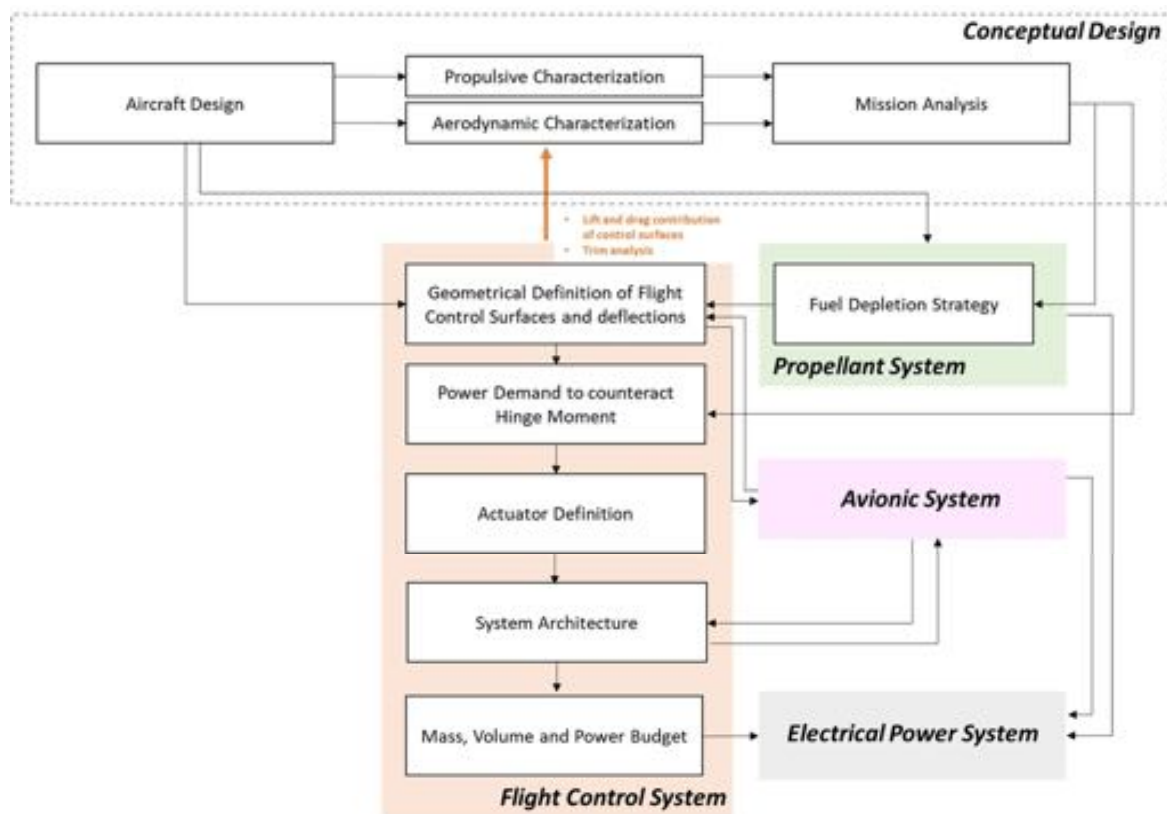 Conceptual Design
Propulsive Characterization
Aircraft Design
Mission Analysis
Aerodynamic Characterization
• Lift and drag contribution
of control surfaces
• Trim analysis
Geometrical Definition of Flight
Control Surfaces and deflections
Fuel Depletion Strategy
Propellant System
Power Demand to counteract
Hinge Moment
Actuator Definition
Avionic System
System Architecture
Mass, Volume and Power Budget
Electrical Power System
Flight Control System